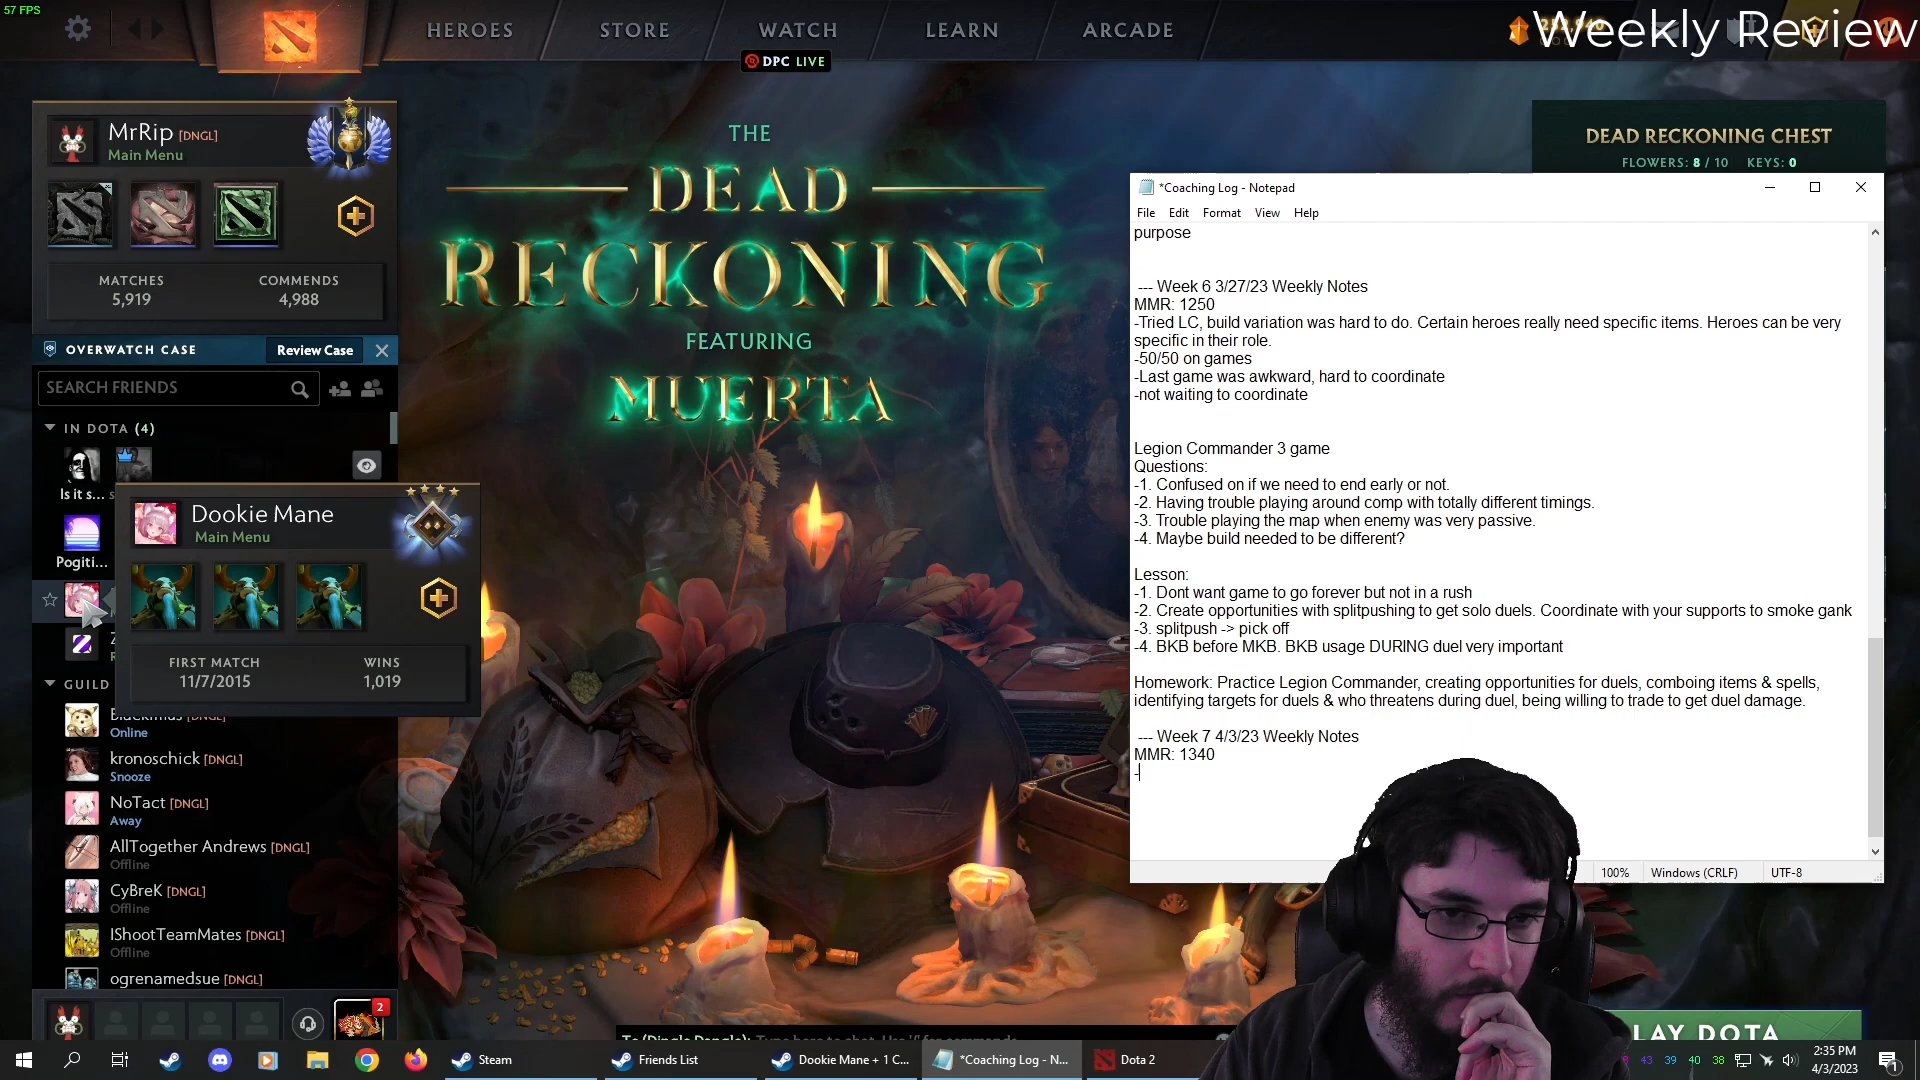 57 FPS
HEROES
STORE
WATCH
LEARN
ARCADE
Weekly Review
DPC LIVE
MrRip [DNGL]
Main Menu
MATCHES
5,919
COMMENDS
4,988
OVERWATCH CASE
Review Case
SEARCH FRIENDS
IN DOTA (4)
Is it s...
Pogiti...
Dookie Mane
Main Menu
FIRST MATCH
11/7/2015
WINS
1,019
GUILD
Online
kronoschick [DNGL]
Snooze
NoTact [DNGL]
Away
AllTogether Andrews [DNGL]
Offline
CyBreK [DNGL]
Offline
IShootTeamMates [DNGL]
Offline
ogrenamedsue [DNGL]
2
THE
DEAD
RECKONING
FEATURING
MUERTA
DEAD RECKONING CHEST
FLOWERS: 8 / 10 KEYS: 0
*Coaching Log - Notepad
File Edit Format View Help
purpose
--- Week 6 3/27/23 Weekly Notes
MMR: 1250
-Tried LC, build variation was hard to do. Certain heroes really need specific items. Heroes can be very
specific in their role.
-50/50 on games
-Last game was awkward, hard to coordinate
-not waiting to coordinate
Legion Commander 3 game
Questions:
-1. Confused on if we need to end early or not.
-2. Having trouble playing around comp with totally different timings.
-3. Trouble playing the map when enemy was very passive.
-4. Maybe build needed to be different?
Lesson:
-1. Dont want game to go forever but not in a rush
-2. Create opportunities with splitpushing to get solo duels. Coordinate with your supports to smoke gank
-3. splitpush -> pick off
-4. BKB before MKB. BKB usage DURING duel very important
Homework: Practice Legion Commander, creating opportunities for duels, comboing items & spells,
identifying targets for duels & who threatens during duel, being willing to trade to get duel damage.
--- Week 7 4/3/23 Weekly Notes
MMR: 1340
-
100% Windows (CRLF) UTF-8
LAY DOTA
Steam
Friends List
Dookie Mane + 1 C...
*Coaching Log - N...
Dota 2
43 39 40 38
2:35 PM
4/3/2023
1